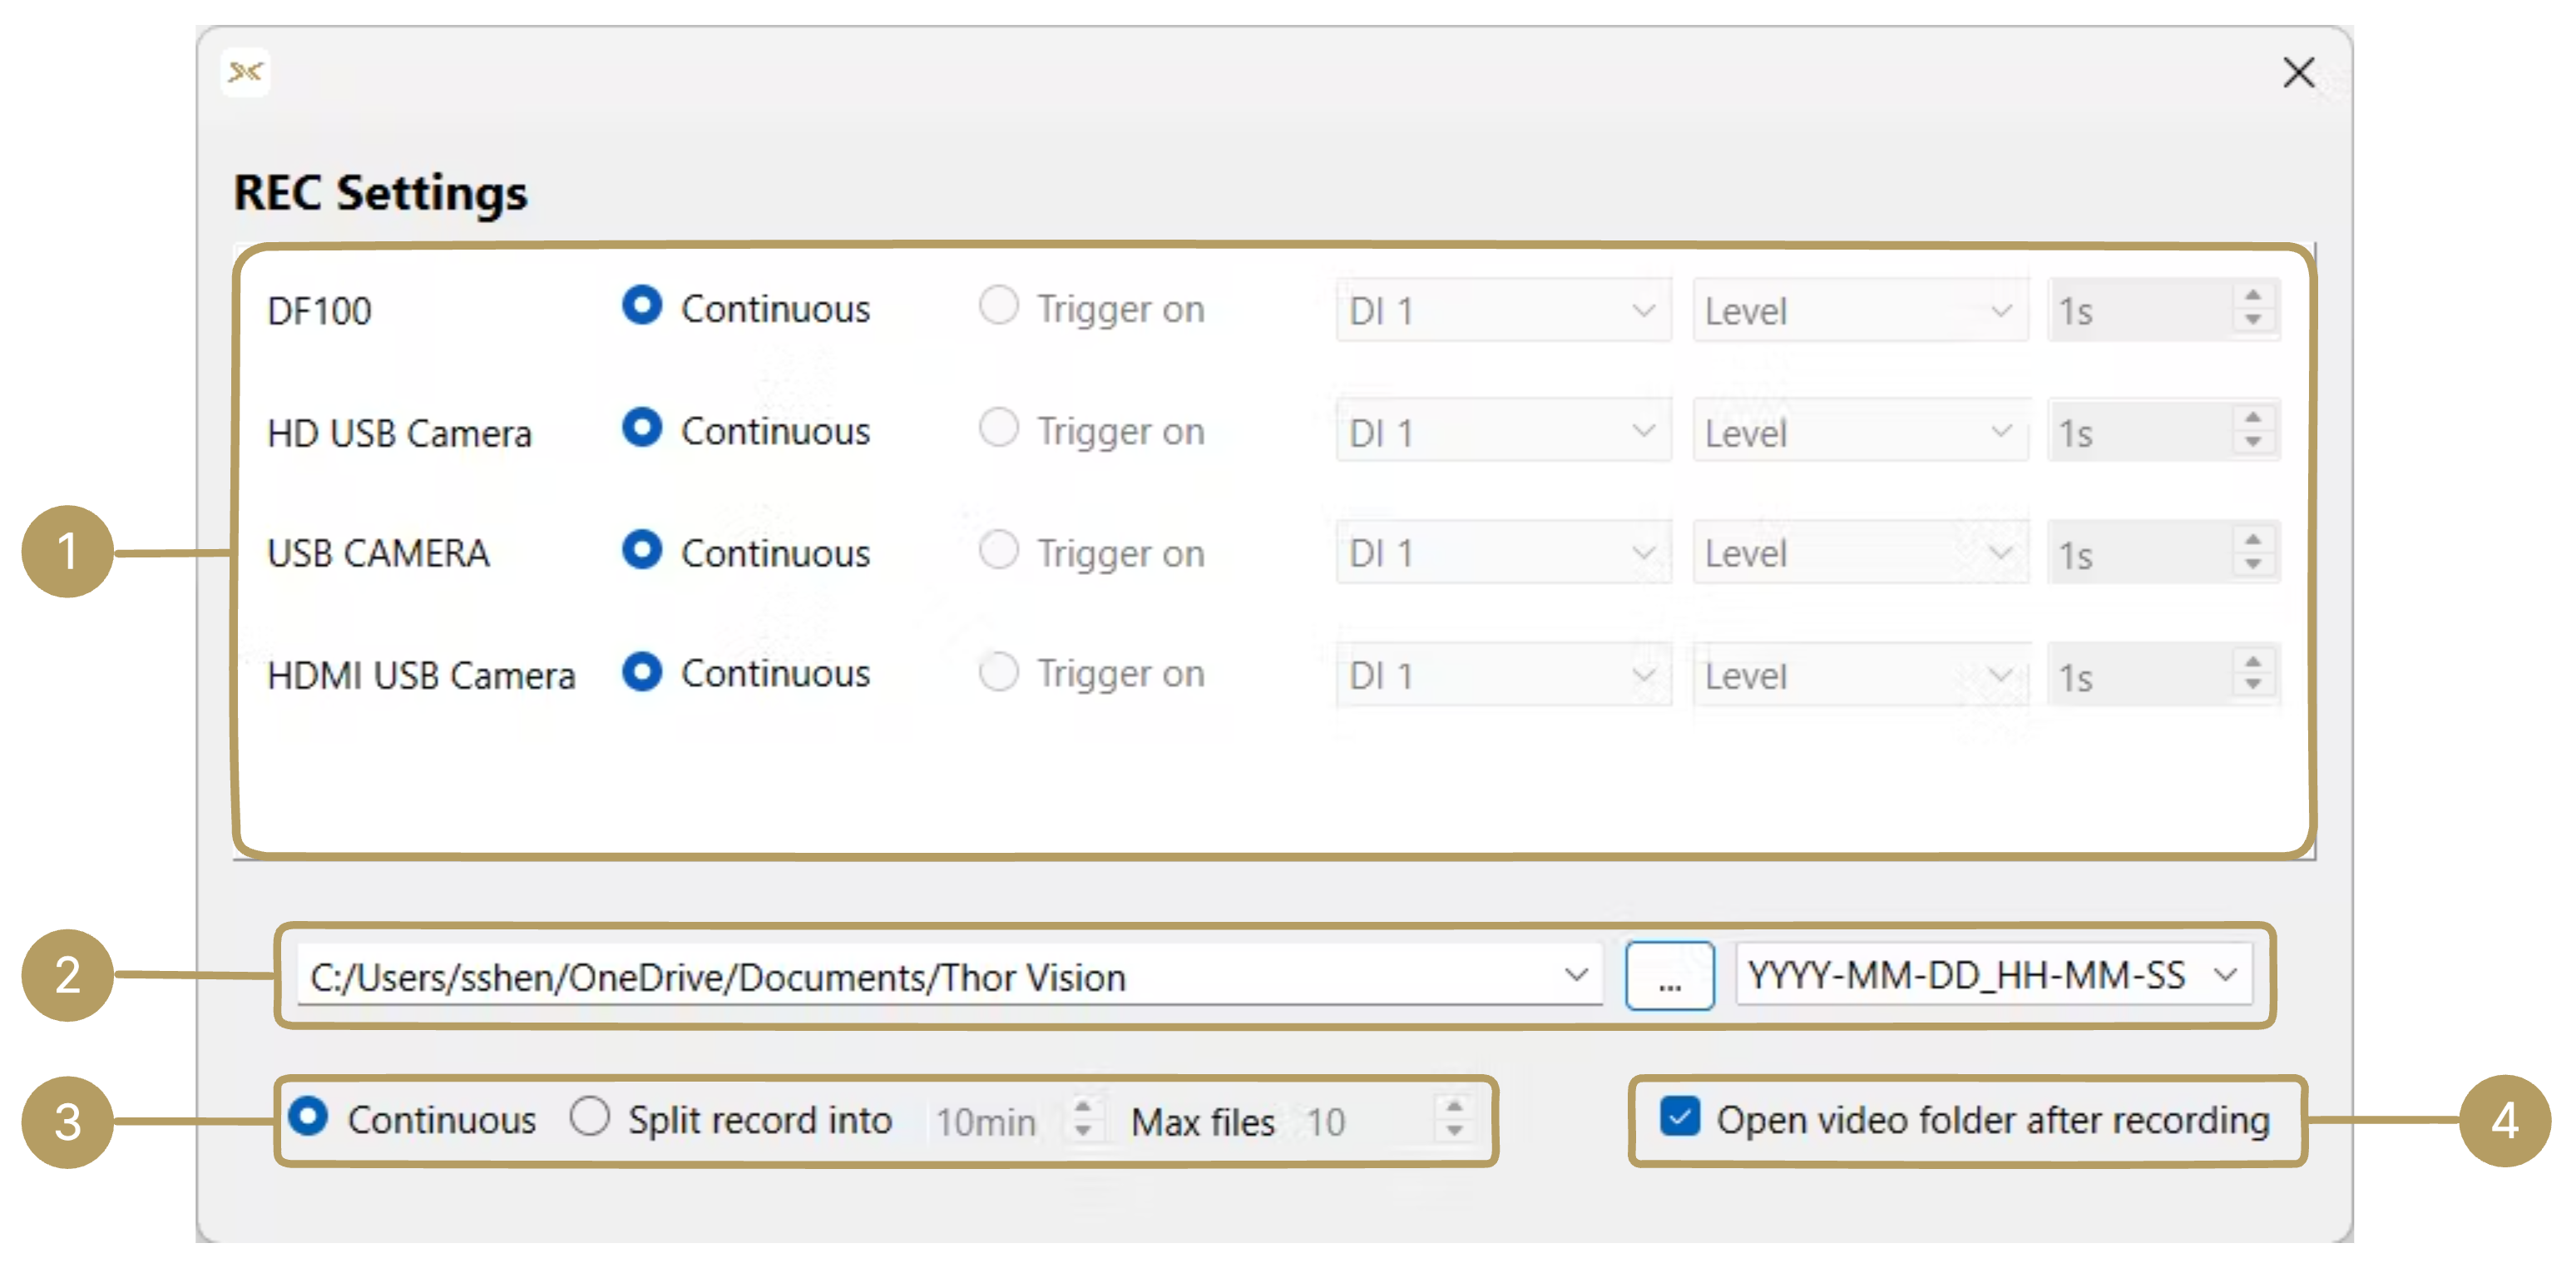 REC Settings
DF100 Continuous Trigger on DI 1 Level 1s
HD USB Camera Continuous Trigger on DI 1 Level 1s
1 USB CAMERA Continuous Trigger on DI 1 Level 1s
HDMI USB Camera Continuous Trigger on DI 1 Level 1s
2 C:/Users/sshen/OneDrive/Documents/Thor Vision ... YYYY-MM-DD_HH-MM-SS
3 Continuous Split record into 10min Max files 10 Open video folder after recording 4